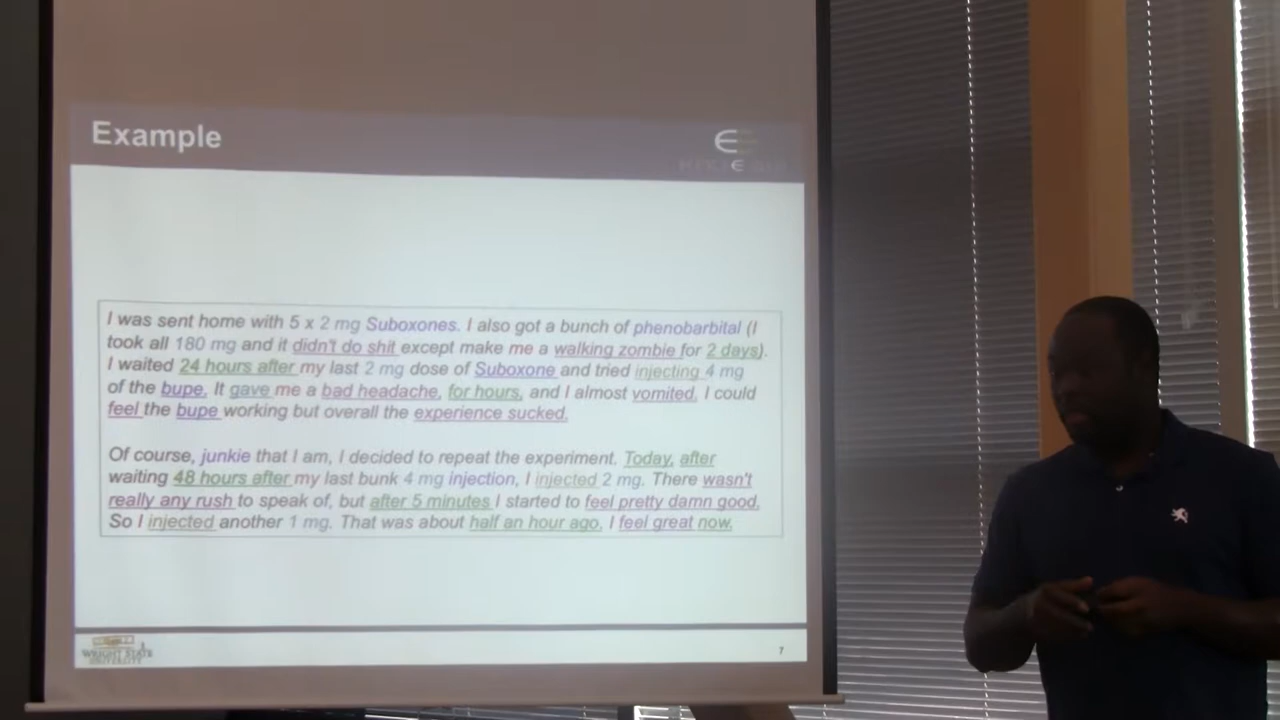 Example
I was sent home with 5 x 2 mg Suboxones. I also got a bunch of phenobarbital (I
took all 180 mg and it didn't do shit except make me a walking zombie for 2 days).
I waited 24 hours after my last 2 mg dose of Suboxone and tried injecting 4 mg
of the bupe. It gave me a bad headache, for hours, and I almost vomited. I could
feel the bupe working but overall the experience sucked.
Of course, junkie that I am, I decided to repeat the experiment. Today, after
waiting 48 hours after my last bunk 4 mg injection, I injected 2 mg. There wasn't
really any rush to speak of, but after 5 minutes I started to feel pretty damn good.
So I injected another 1 mg. That was about half an hour ago. I feel great now.
WRIGHT STATE
UNIVERSITY
7